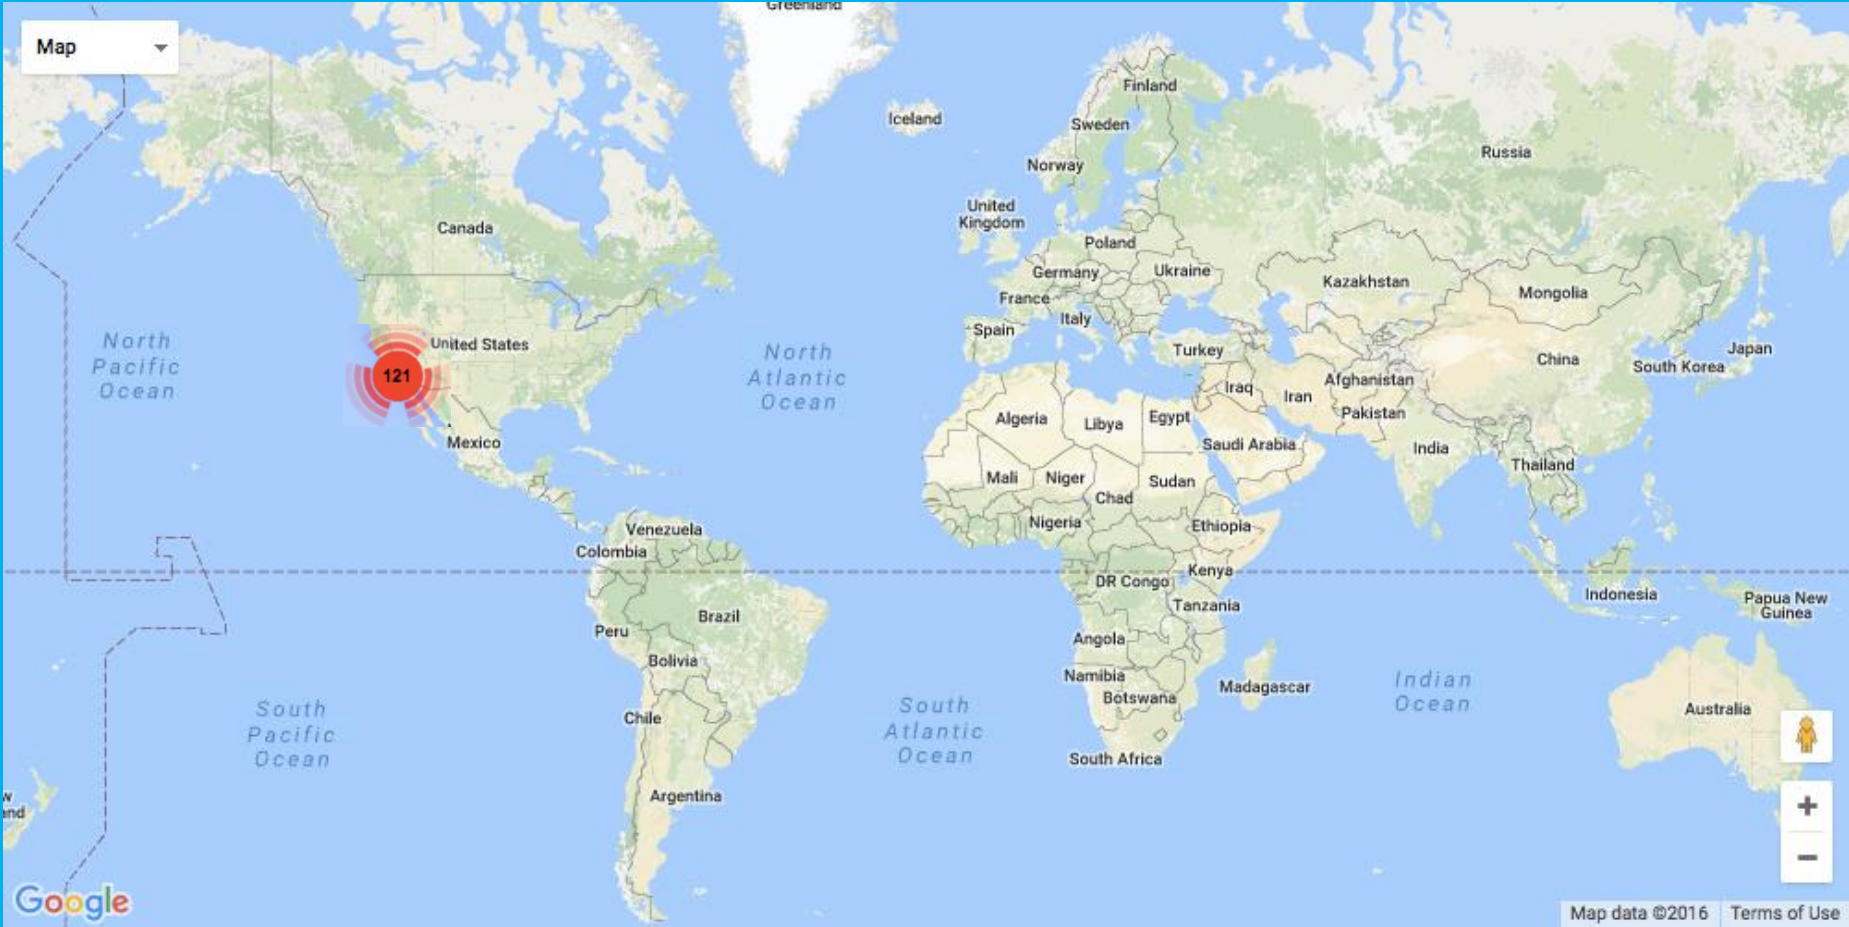 Greenland
Map
Finland
Iceland
Sweden
Russia
Norway
United
Kingdom
Canada
Poland
Germany
Ukraine
Kazakhstan
Mongolia
France
Italy
Spain
North
Pacific
Ocean
United States
121
North
Atlantic
Ocean
Turkey
China
Japan
South Korea
Iraq
Iran
Afghanistan
Pakistan
Algeria
Libya
Egypt
Saudi Arabia
India
Mexico
Thailand
Mali
Niger
Chad
Sudan
Nigeria
Ethiopia
Venezuela
Colombia
DR Congo
Kenya
Indonesia
Papua New
Guinea
Tanzania
Brazil
Peru
Angola
Bolivia
Namibia
Botswana
Madagascar
Indian
Ocean
South
Pacific
Ocean
Chile
South
Atlantic
Ocean
Australia
South Africa
Argentina
w
and
+
−
Google
Map data ©2016
Terms of Use